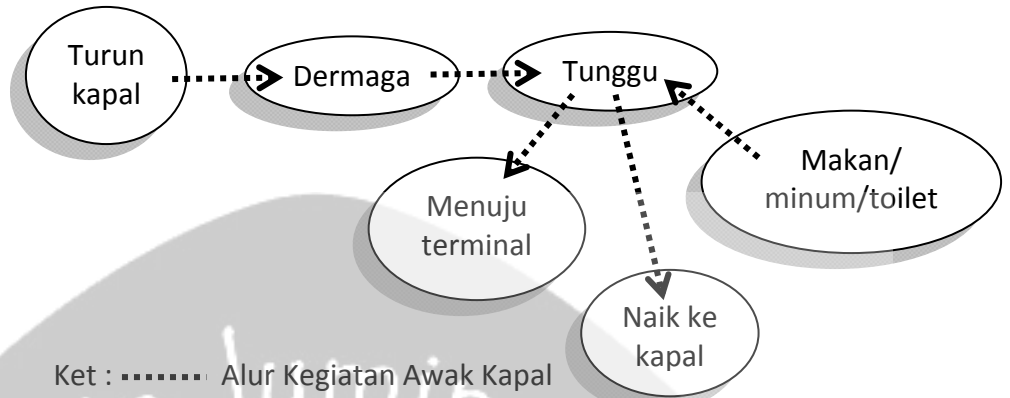 Turun
kapal
Dermaga
Tunggu
Makan/
minum/toilet
Menuju
terminal
Naik ke
kapal
Ket : Alur Kegiatan Awak Kapal